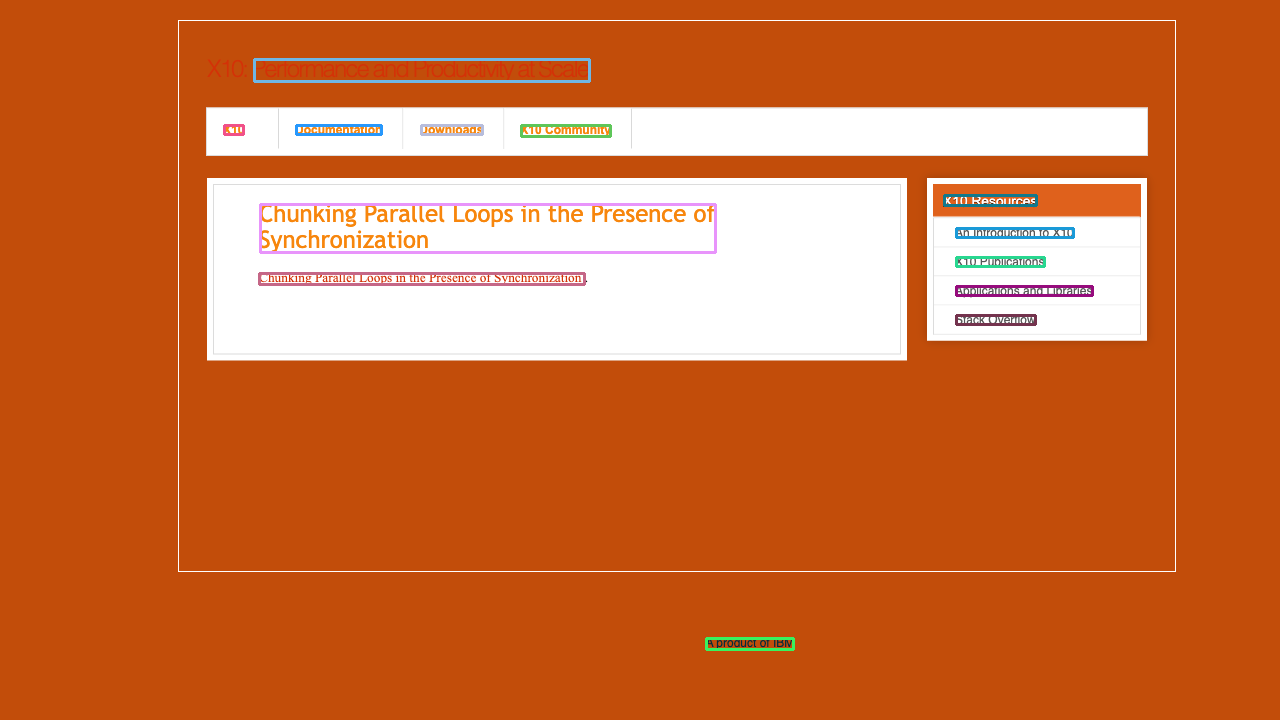 X10: Performance and Productivity at Scale
X10 Documentation Downloads X10 Community
Chunking Parallel Loops in the Presence of
Synchronization
Chunking Parallel Loops in the Presence of Synchronization.
X10 Resources
An Introduction to X10
X10 Publications
Applications and Libraries
Stack Overflow
A product of IBM